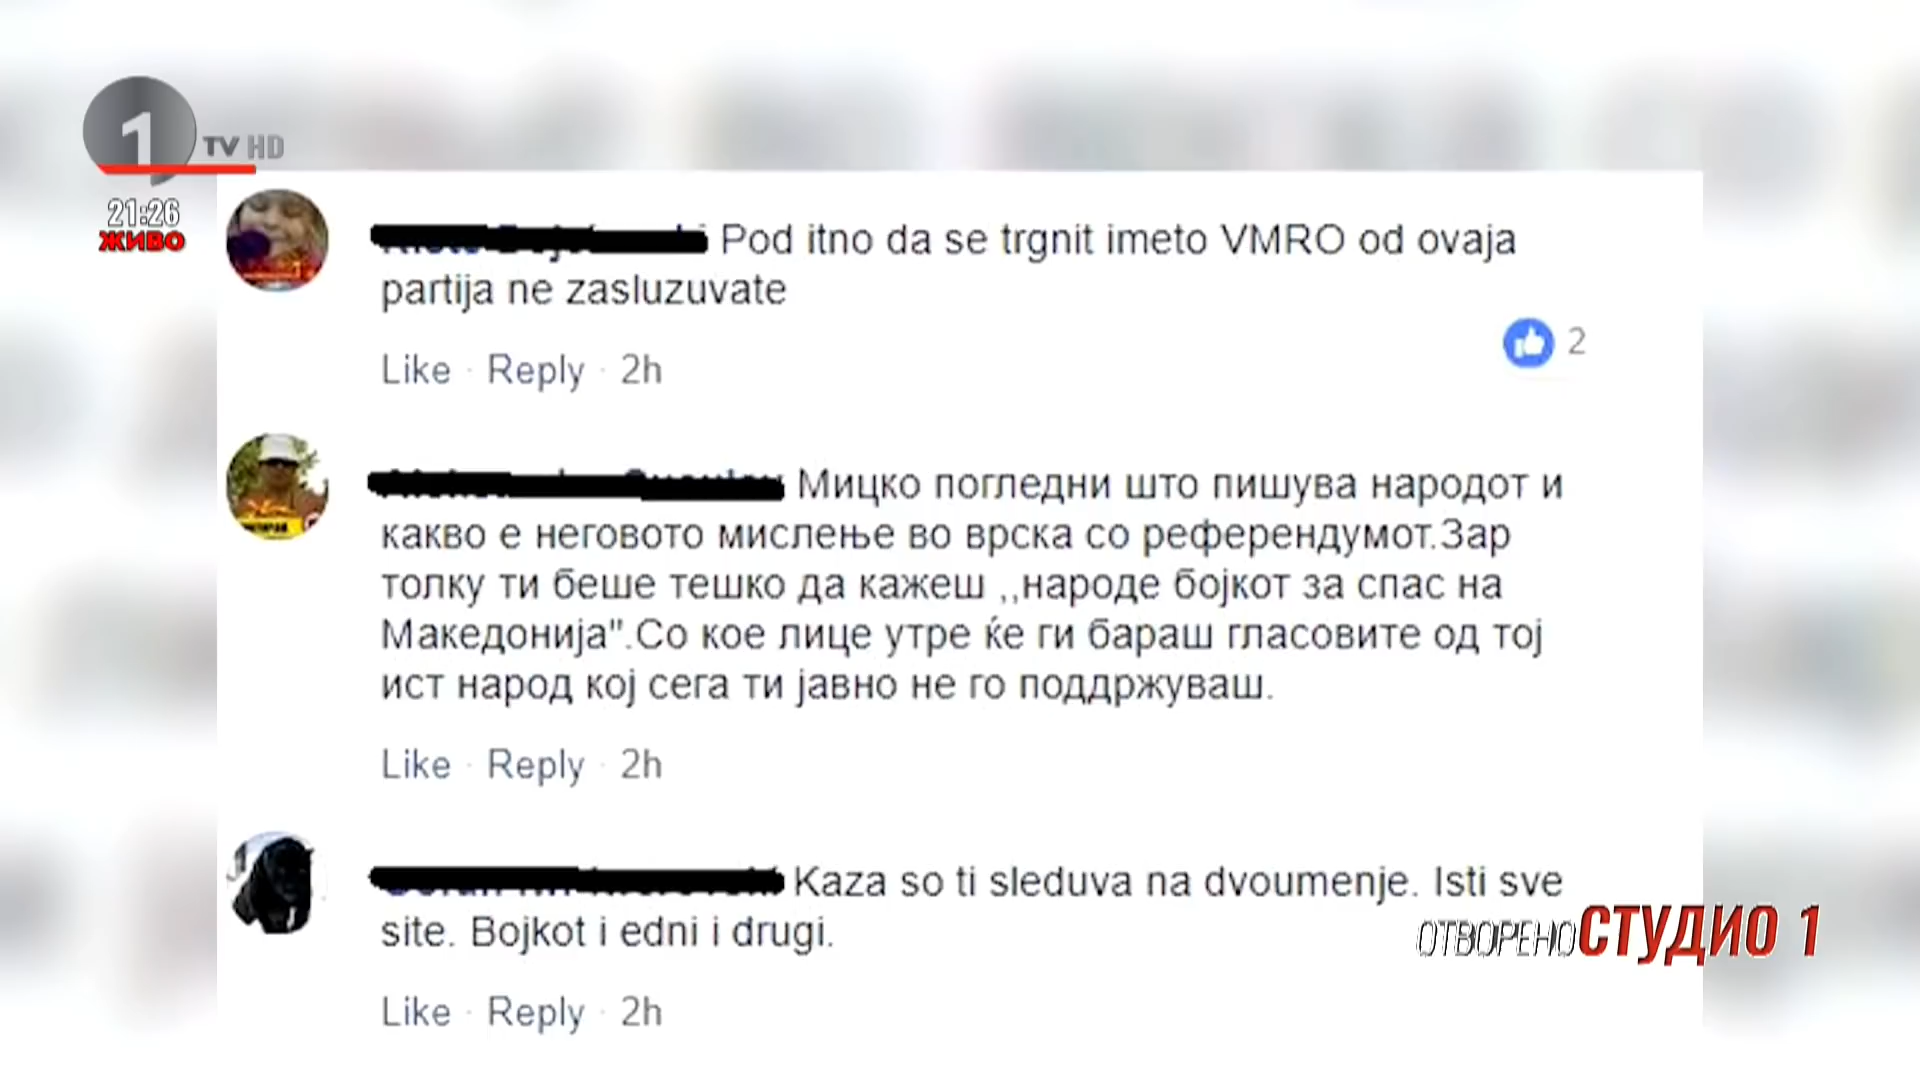 1 TV HD
21:26
ЖИВО
Pod itno da se trgnit imeto VMRO od ovaja
partija ne zasluzuvate
2
Like · Reply · 2h
Мицко погледни што пишува народот и
какво е неговото мислење во врска со референдумот.Зар
толку ти беше тешко да кажеш ,,народе бојкот за спас на
Македонија".Со кое лице утре ќе ги бараш гласовите од тој
ист народ кој сега ти јавно не го поддржуваш.
Like · Reply · 2h
Kaza so ti sleduva na dvoumenje. Isti sve
site. Bojkot i edni i drugi.
ОТВОРЕНО СТУДИО 1
Like · Reply · 2h